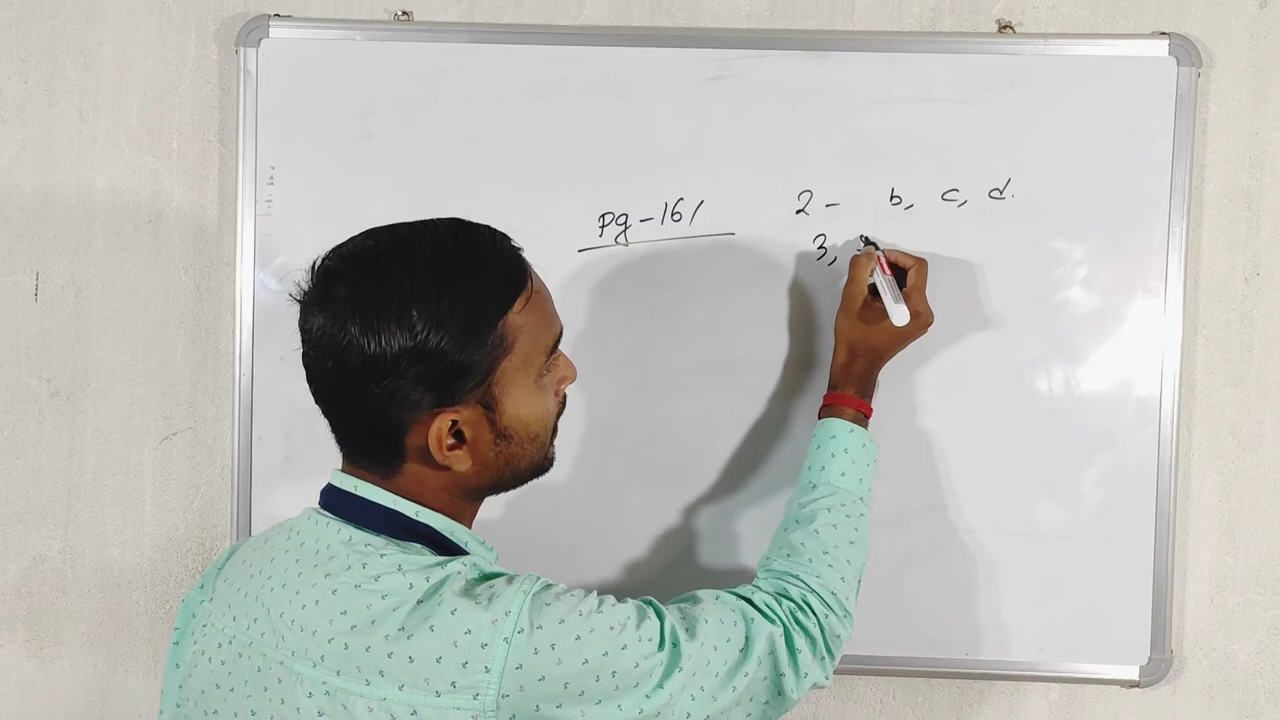 Pg-161
2- b, c, d.
3,